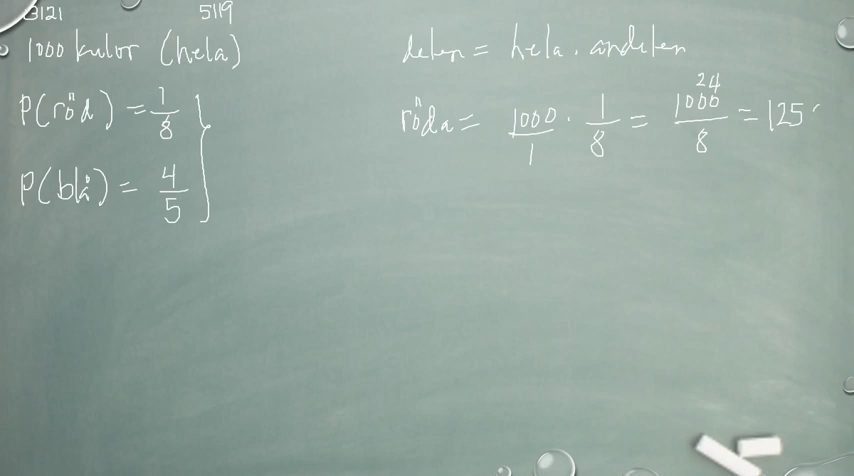 3121 5119
1000 kulor (hela)
P(röd) = 1/8
P(blå) = 4/5
delen = hela · andelen
röda = 1000/1 · 1/8 = 1000/8 = 125
24